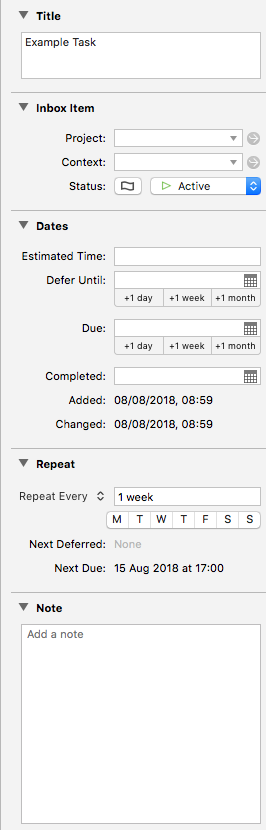 Title
Example Task
Inbox Item
Project:
Context:
Status: Active
Dates
Estimated Time:
Defer Until:
+1 day +1 week +1 month
Due:
+1 day +1 week +1 month
Completed:
Added: 08/08/2018, 08:59
Changed: 08/08/2018, 08:59
Repeat
Repeat Every 1 week
M T W T F S S
Next Deferred: None
Next Due: 15 Aug 2018 at 17:00
Note
Add a note